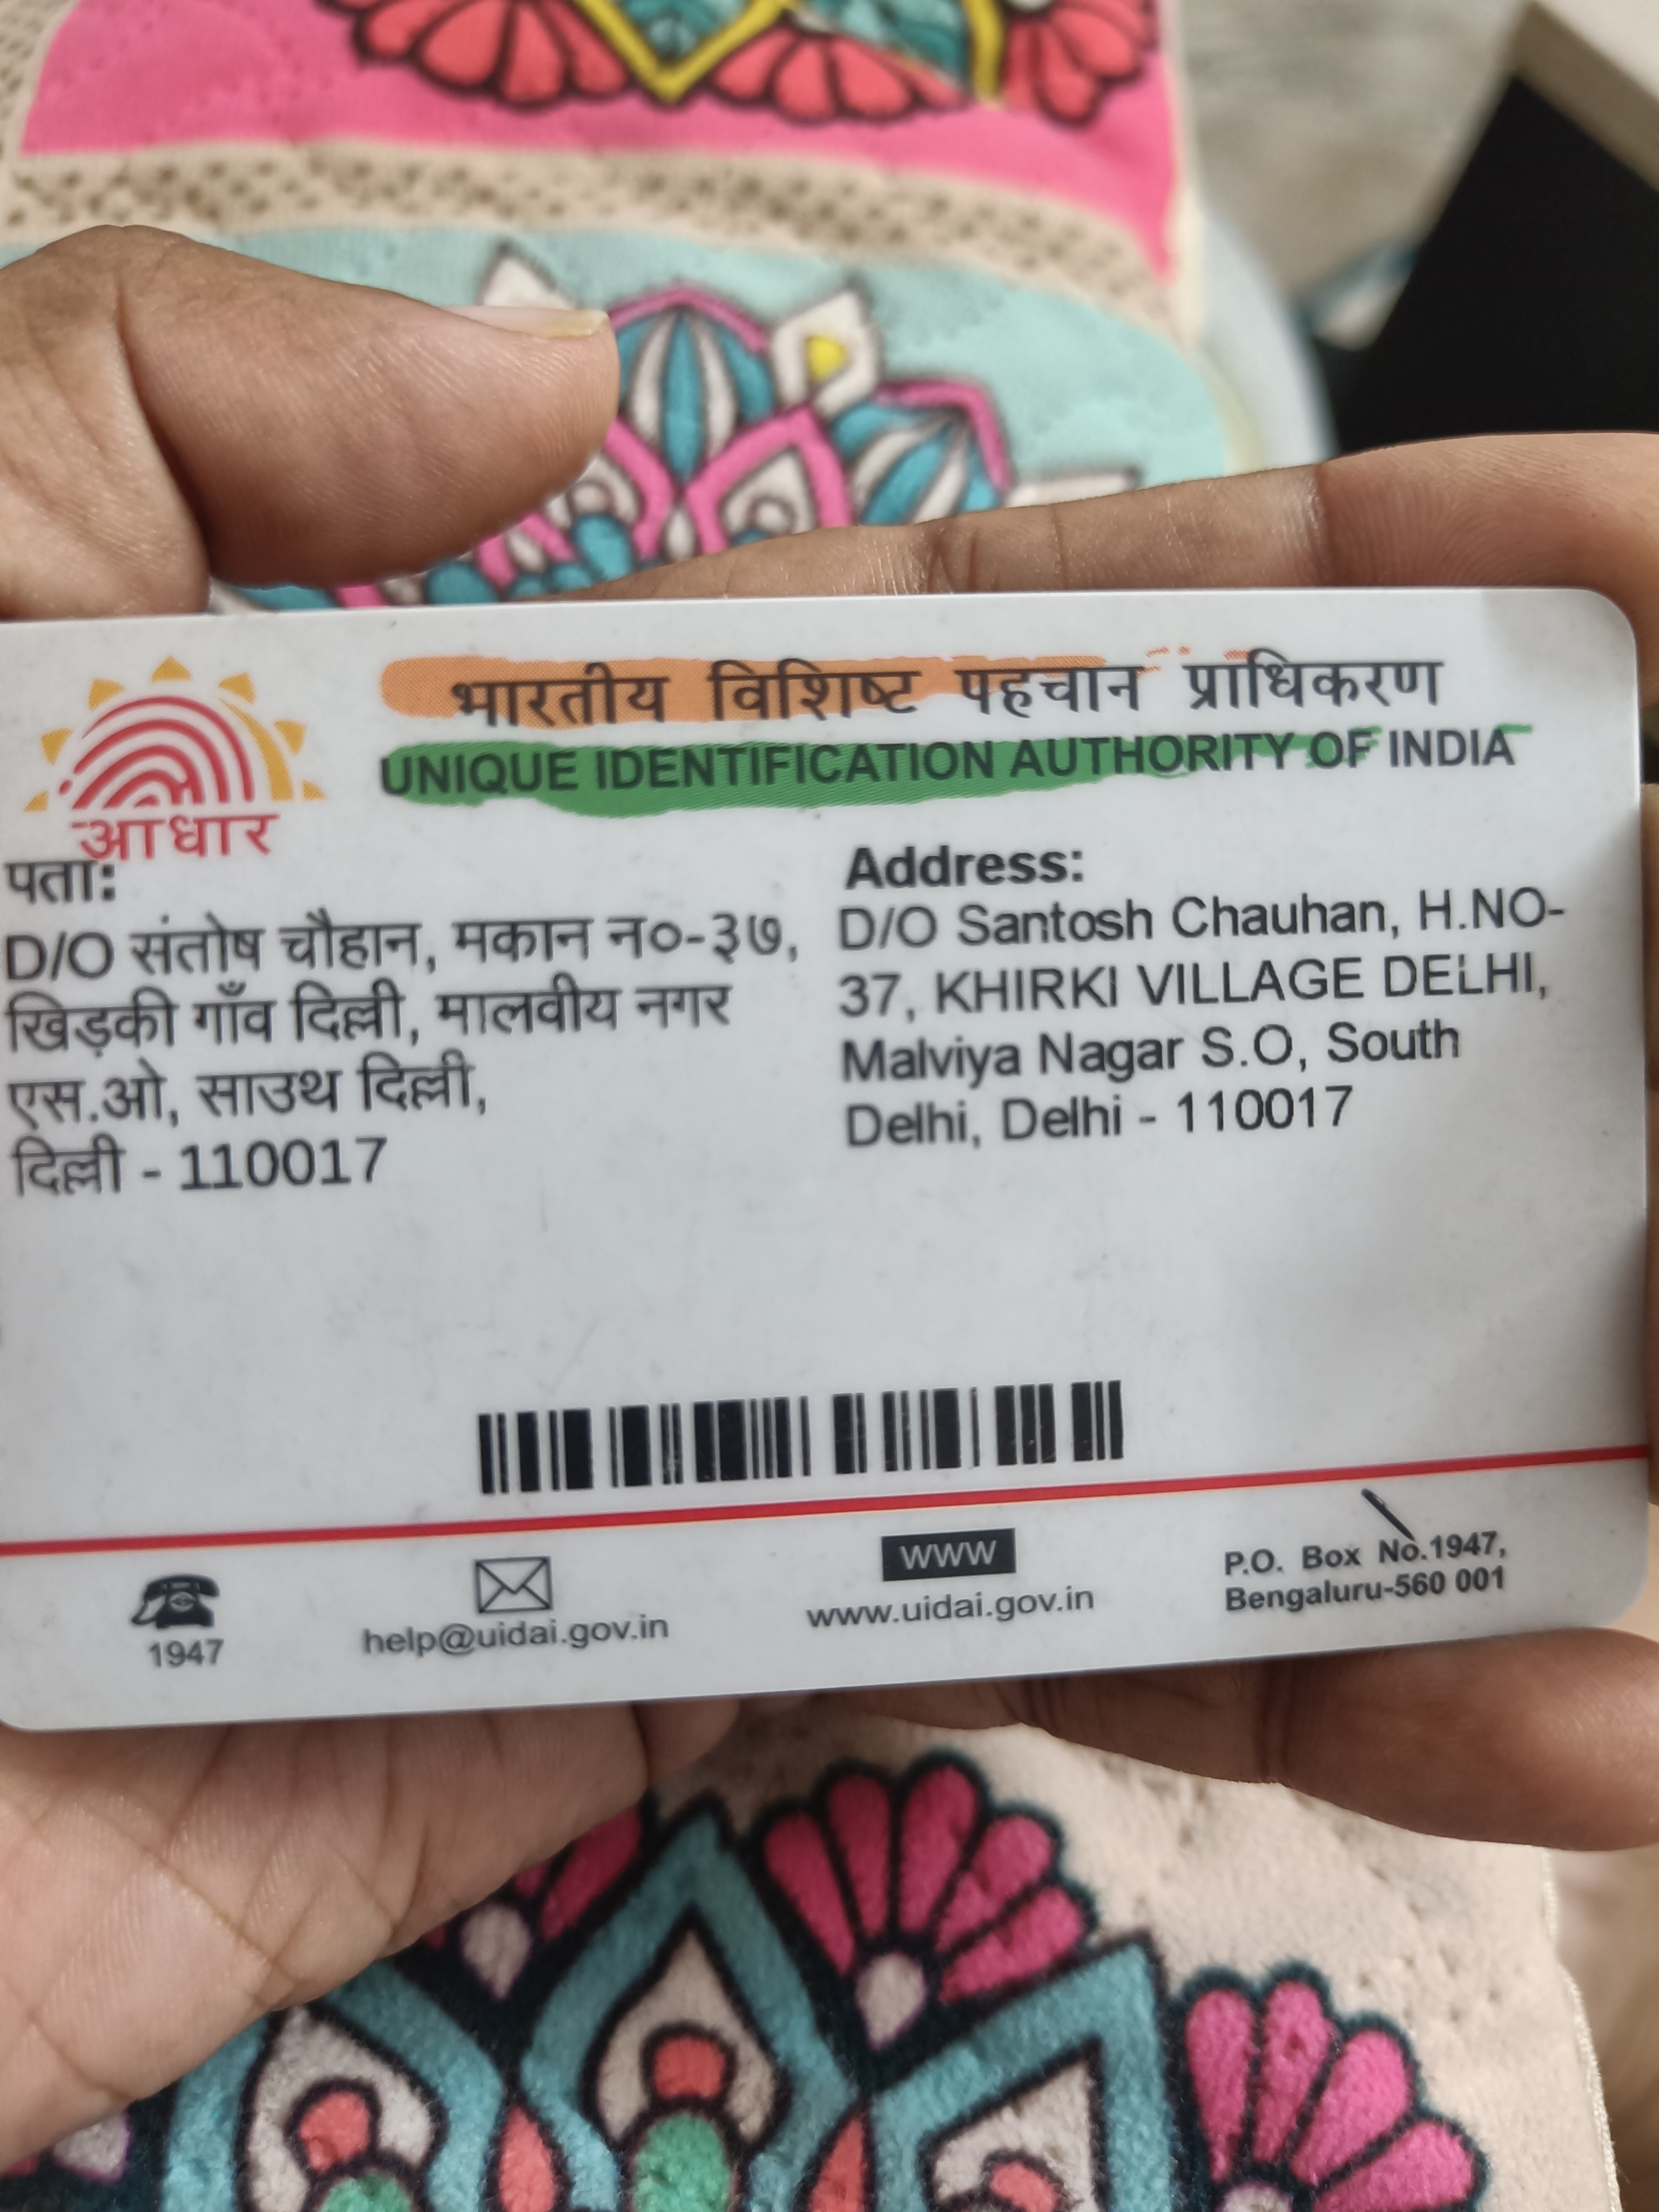 भारतीय विशिष्ट पहचान प्राधिकरण
UNIQUE IDENTIFICATION AUTHORITY OF INDIA
आधार
पता:
D/O संतोष चौहान, मकान न०-३७,
खिड़की गाँव दिल्ली, मालवीय नगर
एस.ओ, साउथ दिल्ली,
दिल्ली - 110017
Address:
D/O Santosh Chauhan, H.NO-
37, KHIRKI VILLAGE DELHI,
Malviya Nagar S.O, South
Delhi, Delhi - 110017
1947
help@uidai.gov.in
www
www.uidai.gov.in
P.O. Box No.1947,
Bengaluru-560 001